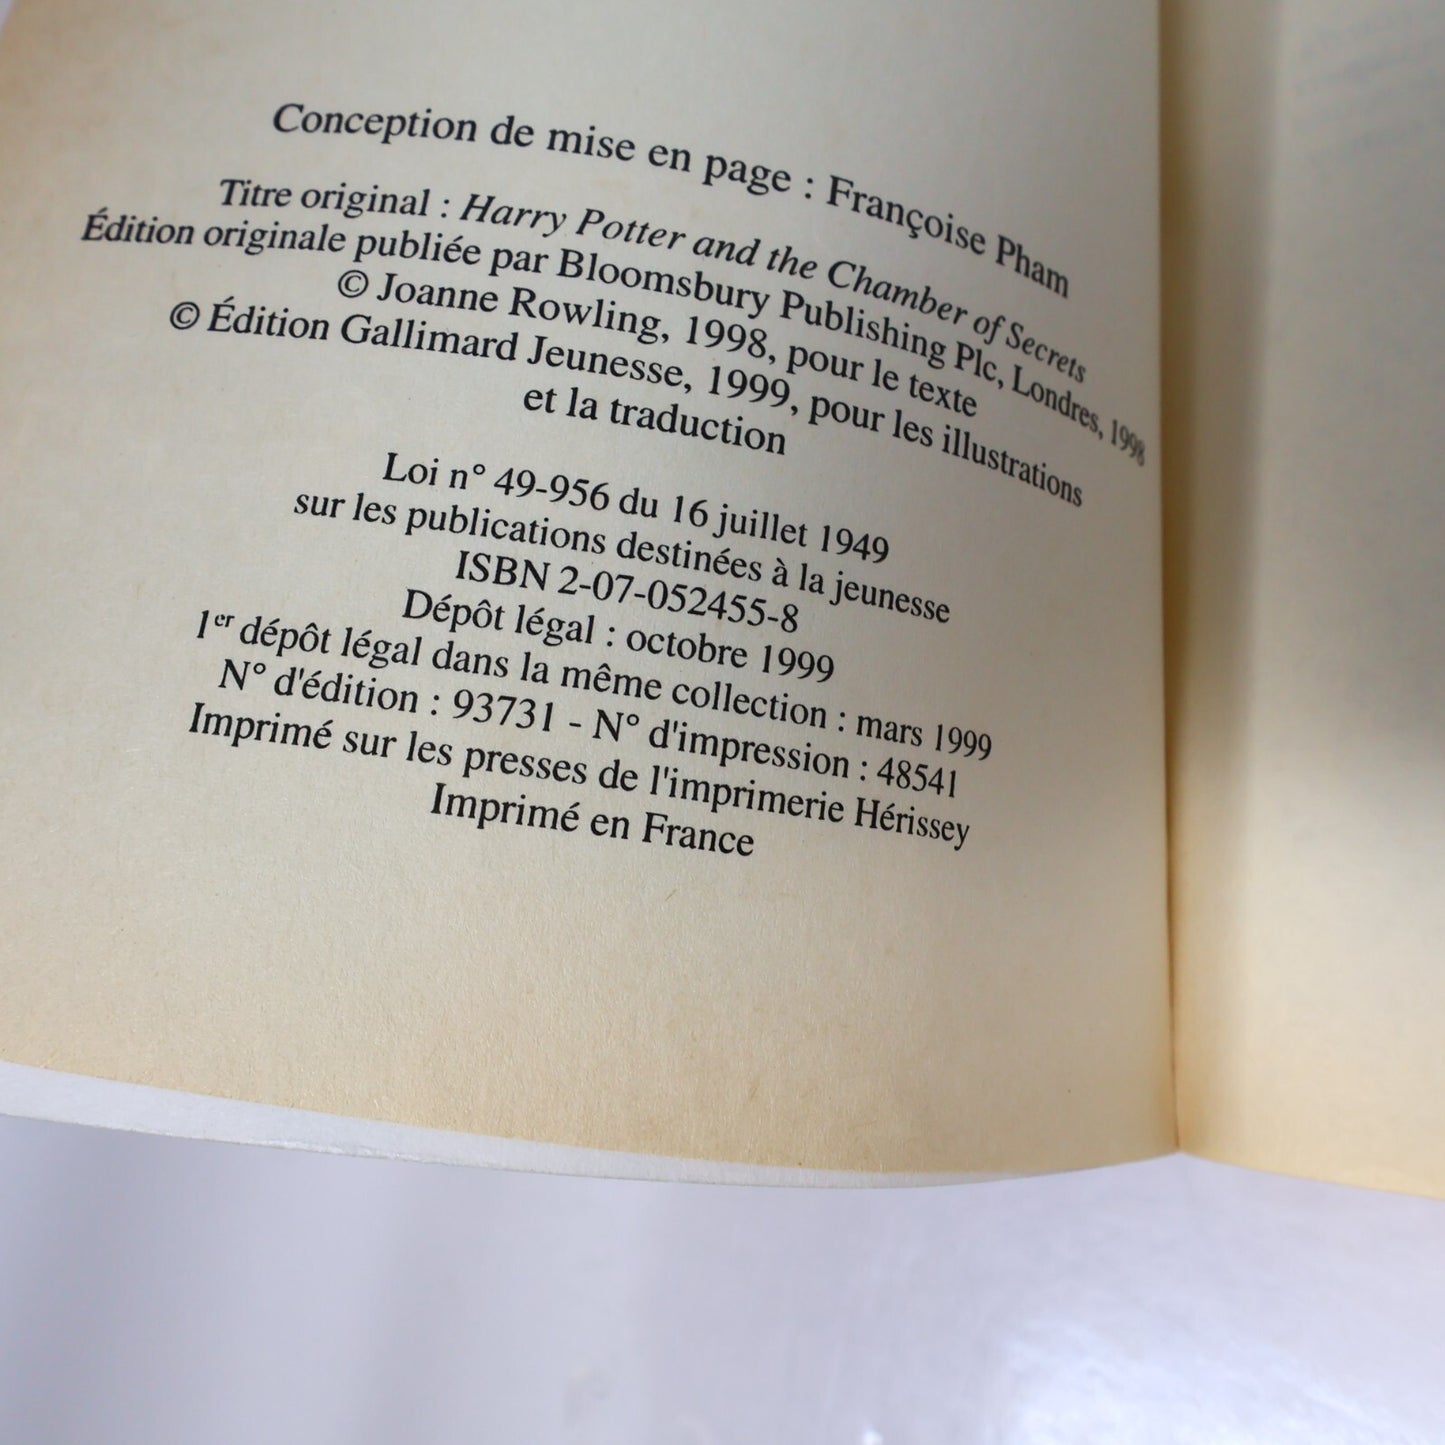 Conception de mise en page : Françoise Pham
Titre original : Harry Potter and the Chamber of Secrets
Édition originale publiée par Bloomsbury Publishing Plc, Londres, 1998
© Joanne Rowling, 1998, pour le texte
© Édition Gallimard Jeunesse, 1999, pour les illustrations
et la traduction
Loi n° 49-956 du 16 juillet 1949
sur les publications destinées à la jeunesse
ISBN 2-07-052455-8
Dépôt légal : octobre 1999
1er dépôt légal dans la même collection : mars 1999
N° d'édition : 93731 - N° d'impression : 48541
Imprimé sur les presses de l'imprimerie Hérissey
Imprimé en France